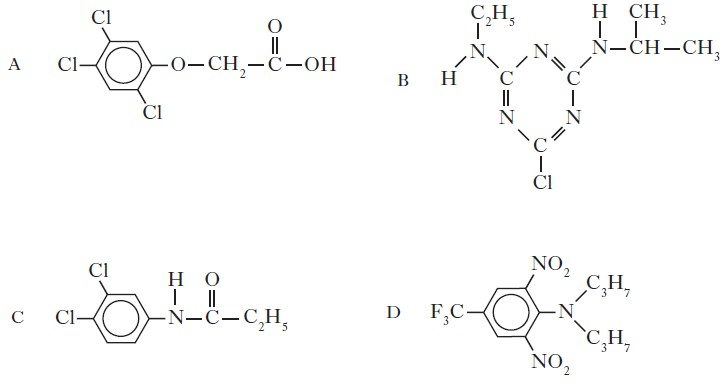 A
Cl
Cl
Cl
O—CH₂—C—OH
O
B
C₂H₅
H CH₃
N N N—CH—CH₃
H C C
N N
C
Cl
C
Cl
Cl
H O
N—C—C₂H₅
D
NO₂
C₃H₇
F₃C N
C₃H₇
NO₂